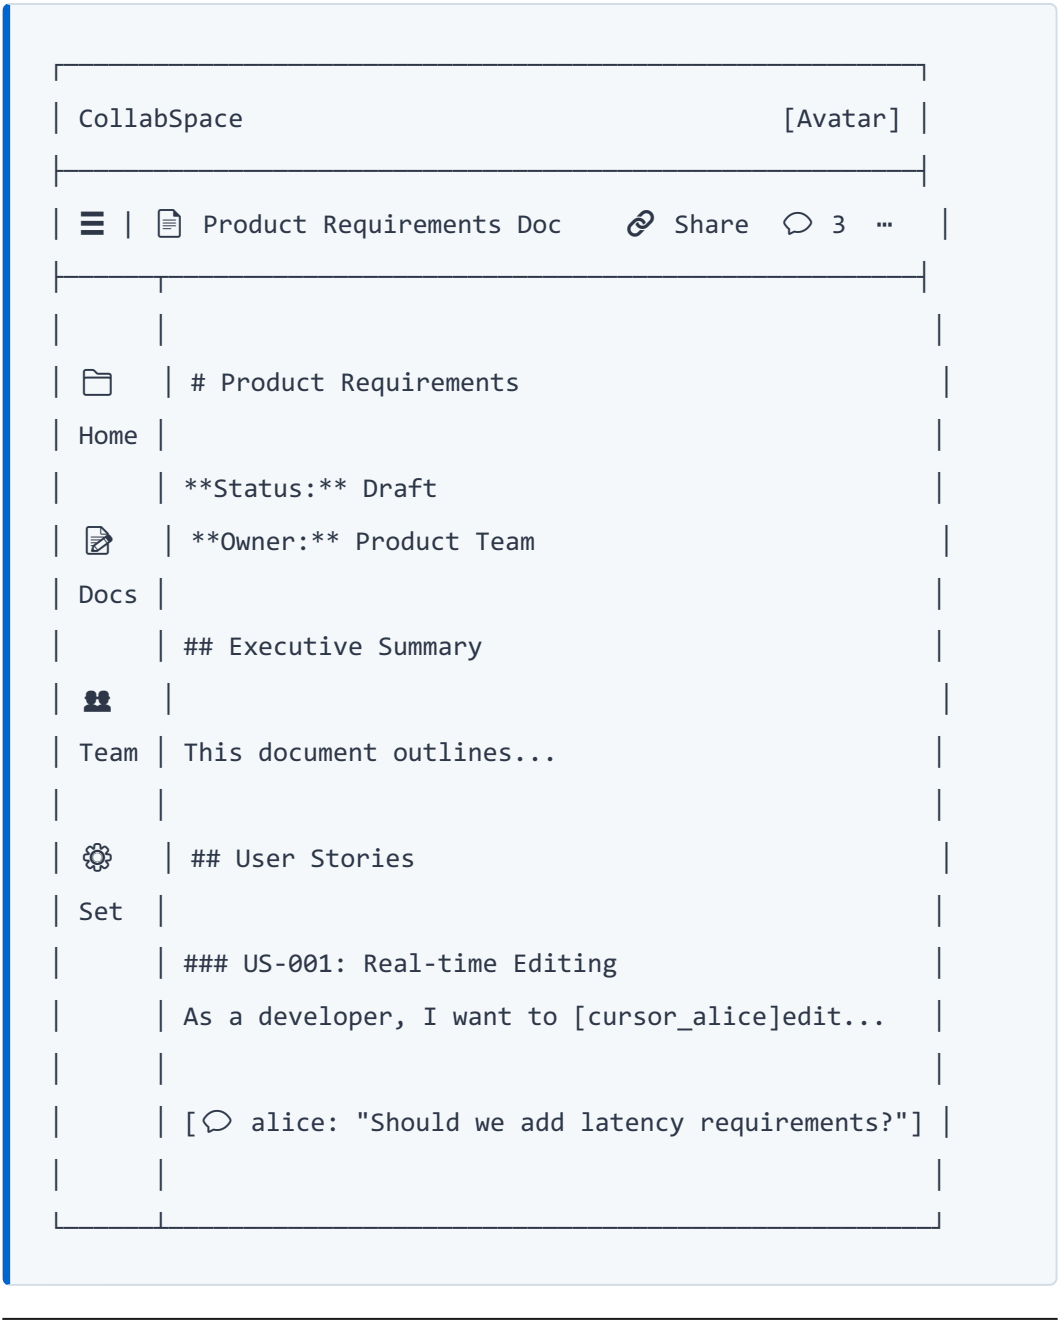 CollabSpace [Avatar]
☰ | 📄 Product Requirements Doc 🔗 Share 💬 3 ⋯
📁 # Product Requirements
Home
**Status:** Draft
📝 **Owner:** Product Team
Docs
## Executive Summary
👥
Team This document outlines...
⚙ ## User Stories
Set
### US-001: Real-time Editing
As a developer, I want to [cursor_alice]edit...
[💬 alice: "Should we add latency requirements?"]